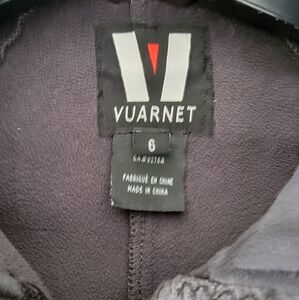 VUARNET
6
FABRIQUÉ EN CHINE
MADE IN CHINA